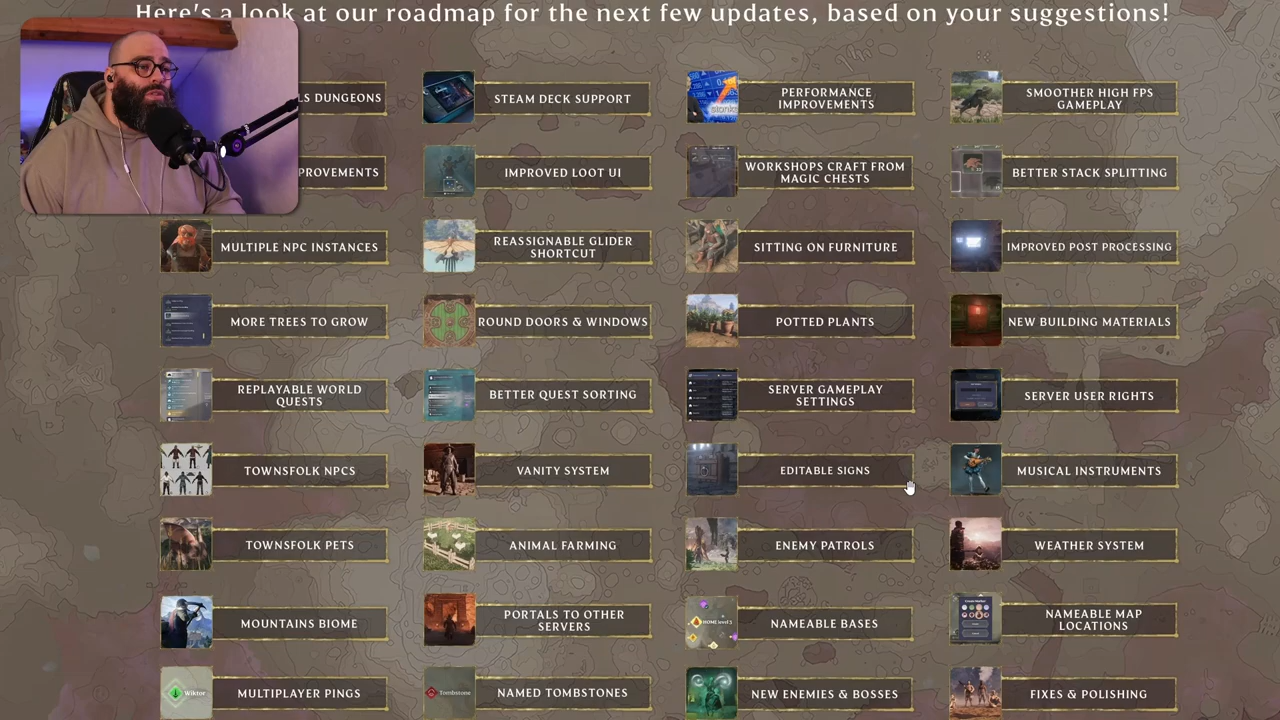 Here's a look at our roadmap for the next few updates, based on your suggestions!
LS DUNGEONS
STEAM DECK SUPPORT
PERFORMANCE
IMPROVEMENTS
SMOOTHER HIGH FPS
GAMEPLAY
PROVEMENTS
IMPROVED LOOT UI
WORKSHOPS CRAFT FROM
MAGIC CHESTS
BETTER STACK SPLITTING
MULTIPLE NPC INSTANCES
REASSIGNABLE GLIDER
SHORTCUT
SITTING ON FURNITURE
IMPROVED POST PROCESSING
MORE TREES TO GROW
ROUND DOORS & WINDOWS
POTTED PLANTS
NEW BUILDING MATERIALS
REPLAYABLE WORLD
QUESTS
BETTER QUEST SORTING
SERVER GAMEPLAY
SETTINGS
SERVER USER RIGHTS
TOWNSFOLK NPCS
VANITY SYSTEM
EDITABLE SIGNS
MUSICAL INSTRUMENTS
TOWNSFOLK PETS
ANIMAL FARMING
ENEMY PATROLS
WEATHER SYSTEM
MOUNTAINS BIOME
PORTALS TO OTHER
SERVERS
HOME level 5
NAMEABLE BASES
NAMEABLE MAP
LOCATIONS
Wiktor
MULTIPLAYER PINGS
Tombstone
NAMED TOMBSTONES
NEW ENEMIES & BOSSES
FIXES & POLISHING